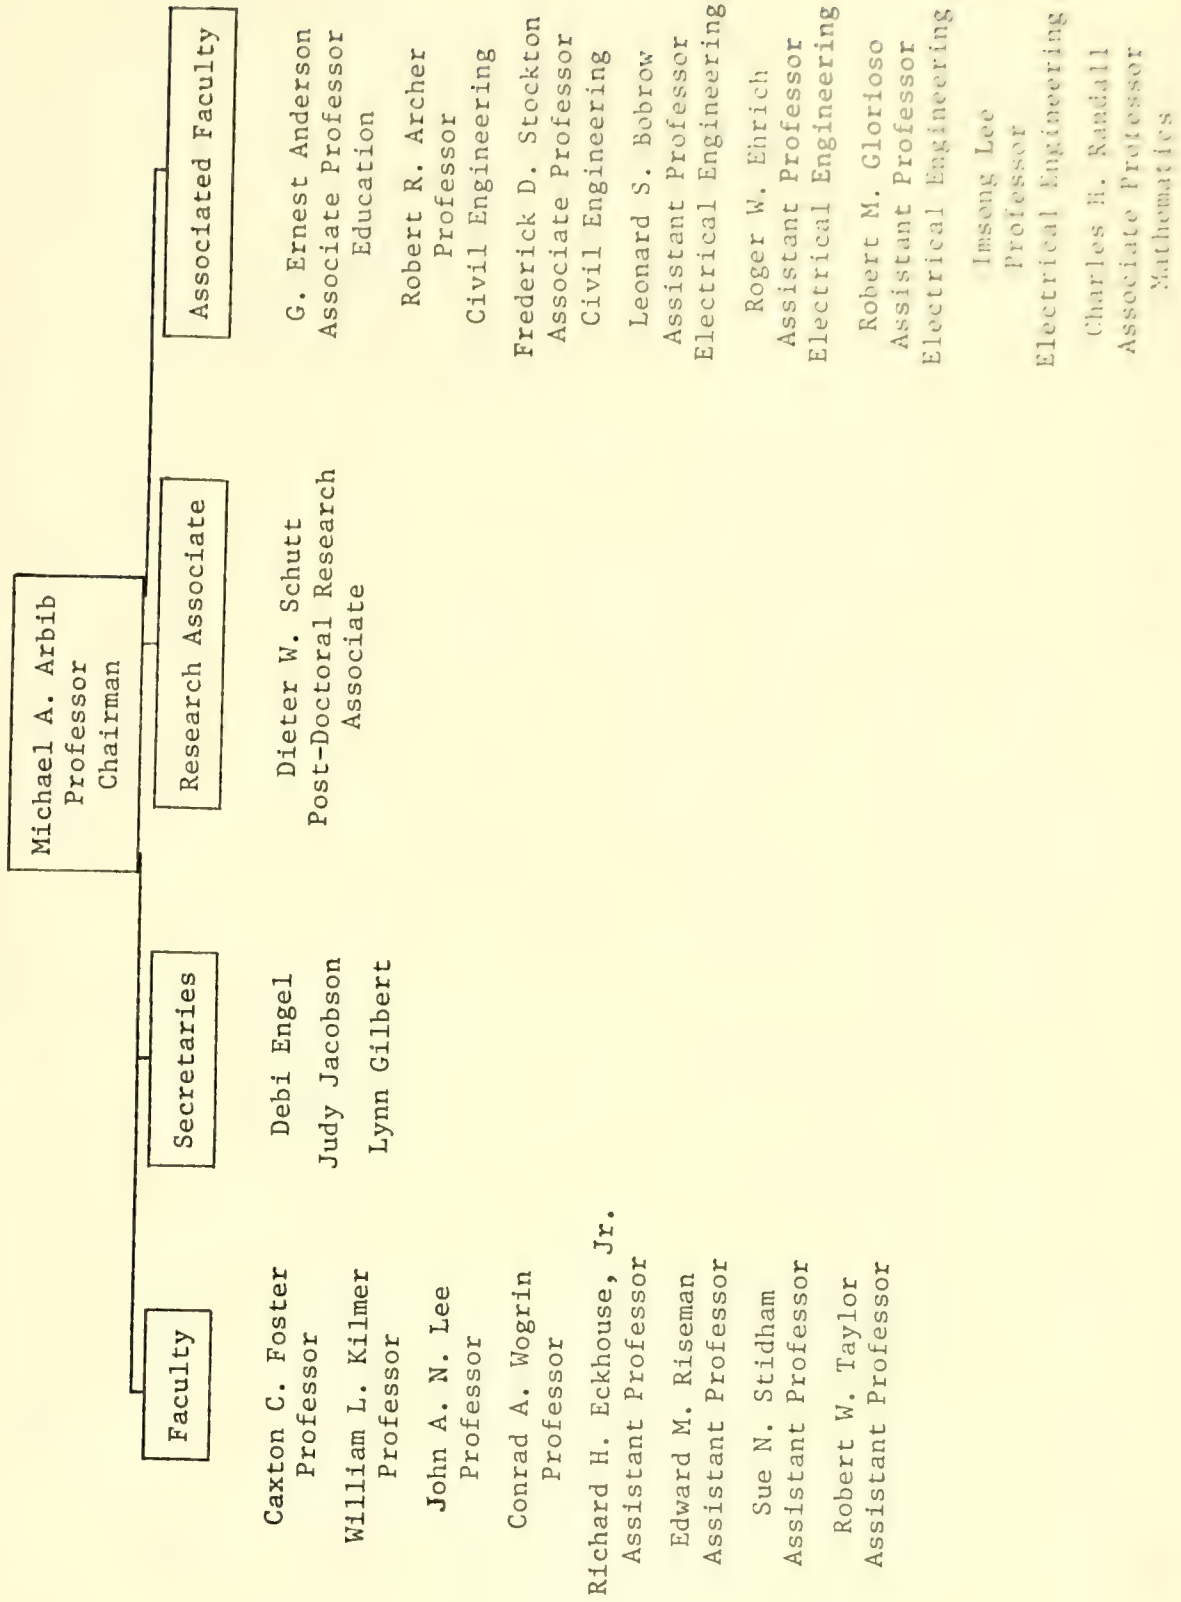 Michael A. Arbib
Professor
Chairman
Faculty
Caxton C. Foster
Professor
William L. Kilmer
Professor
John A. N. Lee
Professor
Conrad A. Wogrin
Professor
Richard H. Eckhouse, Jr.
Assistant Professor
Edward M. Riseman
Assistant Professor
Sue N. Stidham
Assistant Professor
Robert W. Taylor
Assistant Professor
Secretaries
Debi Engel
Judy Jacobson
Lynn Gilbert
Research Associate
Dieter W. Schutt
Post-Doctoral Research
Associate
Associated Faculty
G. Ernest Anderson
Associate Professor
Education
Robert R. Archer
Professor
Civil Engineering
Frederick D. Stockton
Associate Professor
Civil Engineering
Leonard S. Bobrow
Assistant Professor
Electrical Engineering
Roger W. Ehrich
Assistant Professor
Electrical Engineering
Robert M. Glorioso
Assistant Professor
Electrical Engineering
Imsong Lee
Professor
Electrical Engineering
Charles H. Randall
Associate Professor
Mathematics